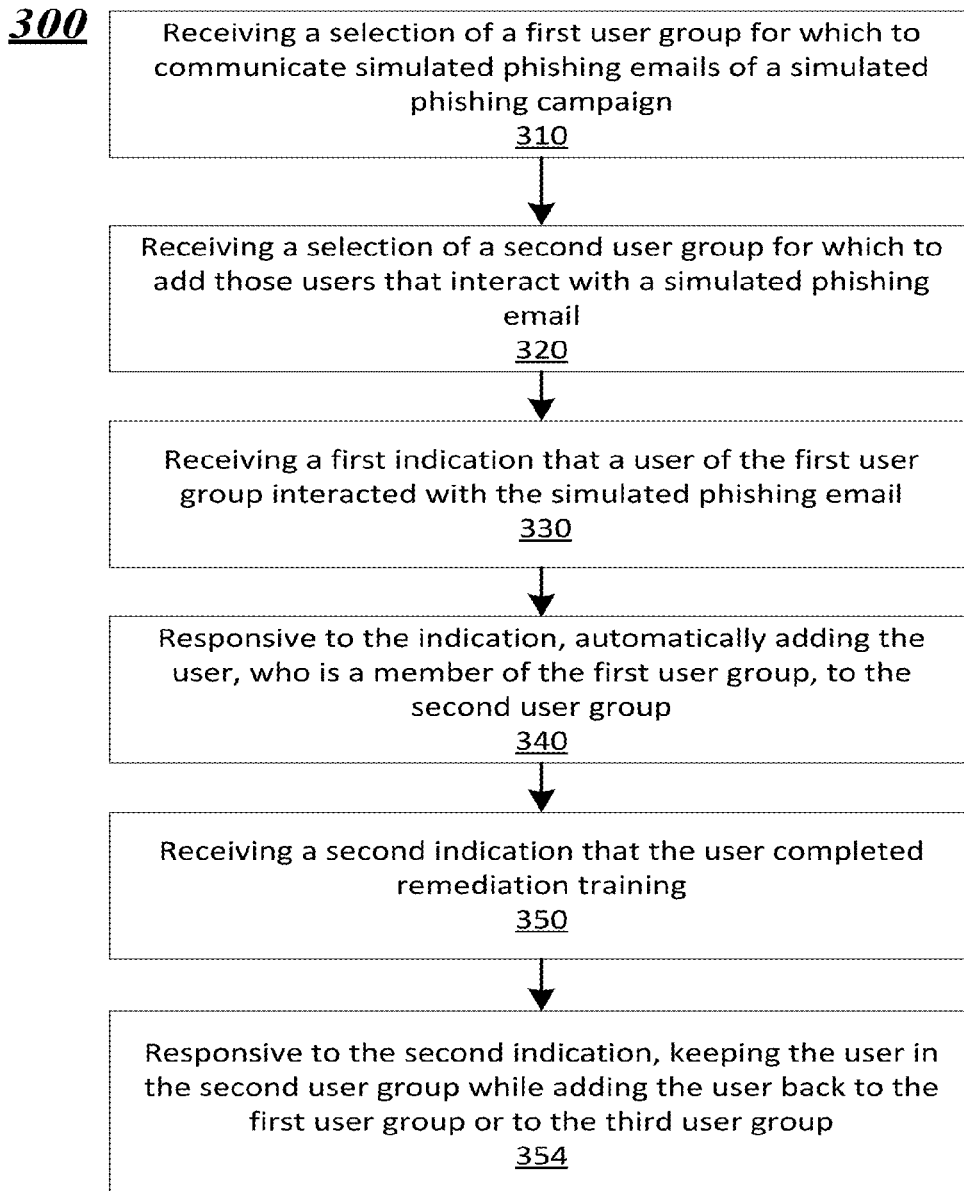 300
Receiving a selection of a first user group for which to
communicate simulated phishing emails of a simulated
phishing campaign
310
Receiving a selection of a second user group for which to
add those users that interact with a simulated phishing
email
320
Receiving a first indication that a user of the first user
group interacted with the simulated phishing email
330
Responsive to the indication, automatically adding the
user, who is a member of the first user group, to the
second user group
340
Receiving a second indication that the user completed
remediation training
350
Responsive to the second indication, keeping the user in
the second user group while adding the user back to the
first user group or to the third user group
354